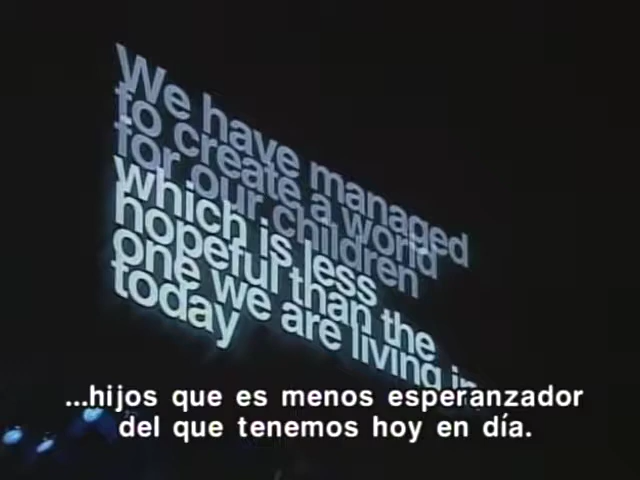 We have managed
to create a world
for our children
which is less
hopeful than the
one we are living in
today
...hijos que es menos esperanzador
del que tenemos hoy en día.